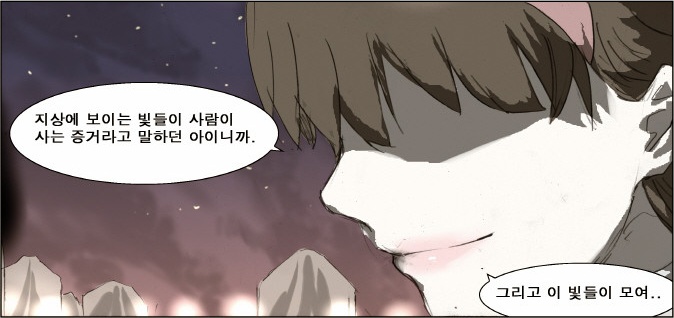 지상에 보이는 빛들이 사람이
사는 증거라고 말하던 아이니까.
그리고 이 빛들이 모여..